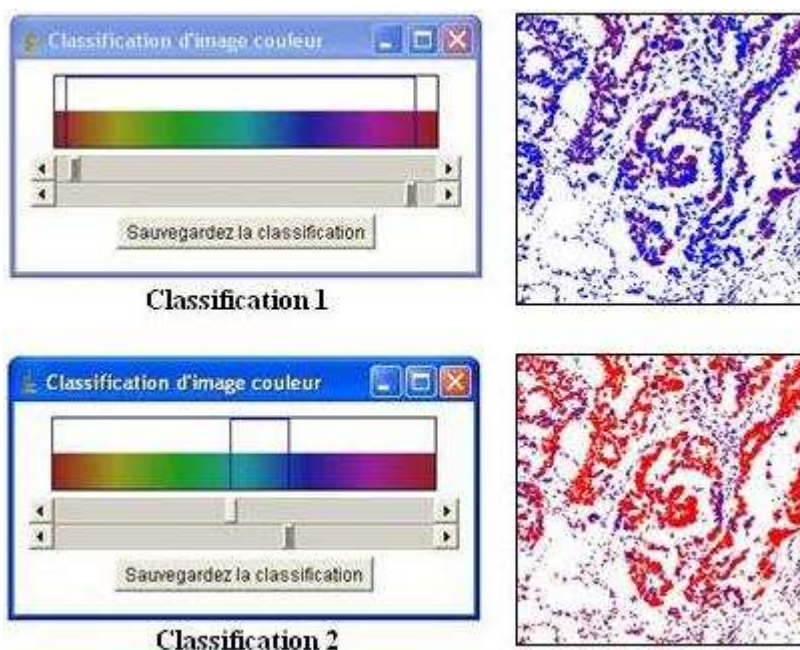 Classification d'image couleur
Sauvegardez la classification
Classification 1
Classification d'image couleur
Sauvegardez la classification
Classification 2